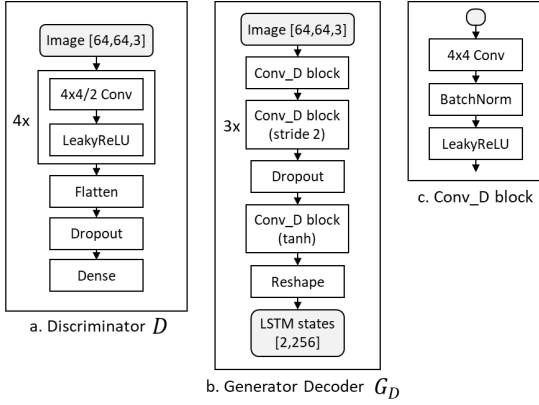 Image [64,64,3]
4x
4x4/2 Conv
LeakyReLU
Flatten
Dropout
Dense
a. Discriminator D
Image [64,64,3]
Conv_D block
3x
Conv_D block
(stride 2)
Dropout
Conv_D block
(tanh)
Reshape
LSTM states
[2,256]
b. Generator Decoder G_D
4x4 Conv
BatchNorm
LeakyReLU
c. Conv_D block